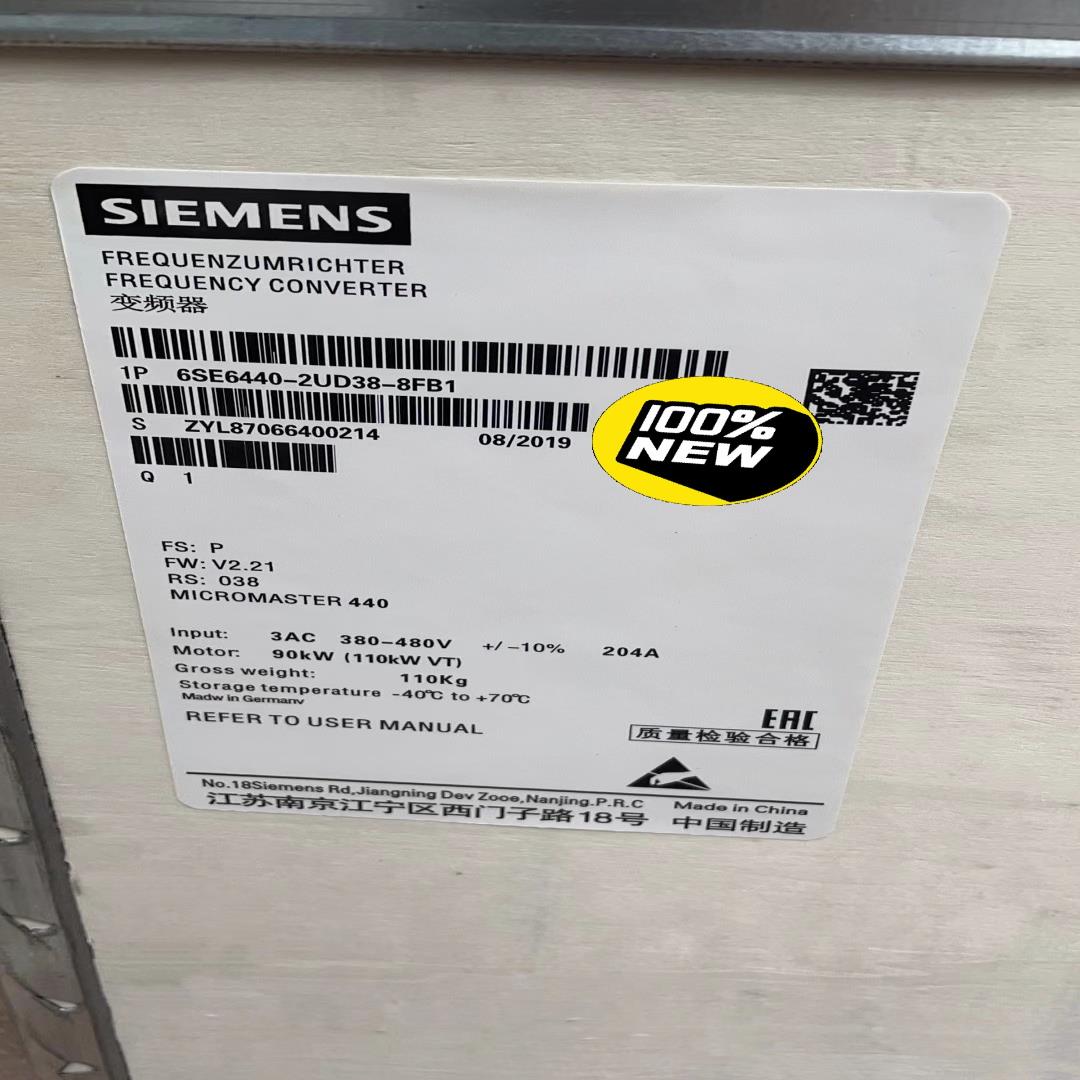 SIEMENS
FREQUENZUMRICHTER
FREQUENCY CONVERTER
变频器
1P 6SE6440-2UD38-8FB1
S ZYL87066400214 08/2019
100%
NEW
Q 1
FS: P
FW: V2.21
RS: 038
MICROMASTER 440
Input: 3AC 380-480V +/-10% 204A
Motor: 90kW (110kW VT)
Gross weight: 110Kg
Storage temperature -40℃ to +70℃
Madw in Germanv
REFER TO USER MANUAL
EAC
质量检验合格
No.18Siemens Rd,Jiangning Dev Zooe,Nanjing.P.R.C Made in China
江苏南京江宁区西门子路18号 中国制造